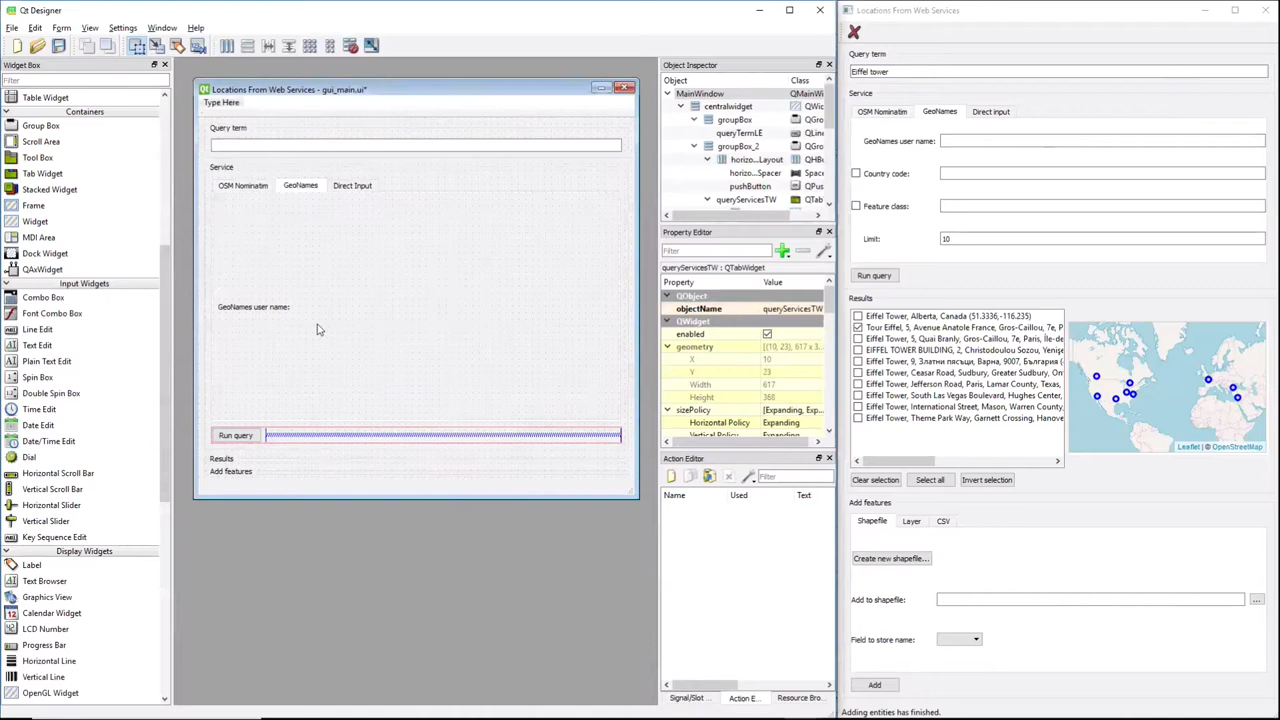 Qt Designer
File Edit Form View Settings Window Help
Widget Box
Filter
Table Widget
Containers
Group Box
Scroll Area
Tool Box
Tab Widget
Stacked Widget
Frame
Widget
MDI Area
Dock Widget
QAxWidget
Input Widgets
Combo Box
Font Combo Box
Line Edit
Text Edit
Plain Text Edit
Spin Box
Double Spin Box
Time Edit
Date Edit
Date/Time Edit
Dial
Horizontal Scroll Bar
Vertical Scroll Bar
Horizontal Slider
Vertical Slider
Key Sequence Edit
Display Widgets
Label
Text Browser
Graphics View
Calendar Widget
LCD Number
Progress Bar
Horizontal Line
Vertical Line
OpenGL Widget
Locations From Web Services - gui_main.ui*
Type Here
Query term
Service
OSM Nominatim GeoNames Direct Input
GeoNames user name:
Run query
Results
Add features
Object Inspector
Object Class
MainWindow QMainWi
centralwidget QWic
groupBox QGro
queryTermLE QLin
groupBox_2 QGro
horizo...Layout QHB
horizo...Spacer Spac
pushButton QPus
queryServicesTW QTab
Property Editor
Filter
queryServicesTW : QTabWidget
Property Value
QObject
objectName queryServicesTW
QWidget
enabled
geometry [(10, 23), 617 x 3...
X 10
Y 23
Width 617
Height 388
sizePolicy [Expanding, Exp...
Horizontal Policy Expanding
Vertical Policy Expanding
Action Editor
Filter
Name Used Text
Signal/Slot ... Action E... Resource Bro...
Locations From Web Services
Query term
Eiffel tower
Service
OSM Nominatim GeoNames Direct input
GeoNames user name:
Country code:
Feature class:
Limit: 10
Run query
Results
Eiffel Tower, Alberta, Canada (51.3336,-116.235)
Tour Eiffel, 5, Avenue Anatole France, Gros-Caillou, 7e, P
Eiffel Tower, 5, Quai Branly, Gros-Caillou, 7e, Paris, Île-de
EIFFEL TOWER BUILDING, 2, Christodoulou Sozou, Yenişe
Eiffel Tower, 9, Златни пясъци, Варна, 9007, България (
Eiffel Tower, Ceasar Road, Sudbury, Greater Sudbury, On
Eiffel Tower, Jefferson Road, Paris, Lamar County, Texas,
Eiffel Tower, South Las Vegas Boulevard, Hughes Center,
Eiffel Tower, International Street, Mason, Warren County,
Eiffel Tower, Theme Park Way, Garnett Crossing, Hanove
Leaflet | © OpenStreetMap
Clear selection Select all Invert selection
Add features
Shapefile Layer CSV
Create new shapefile...
Add to shapefile: ...
Field to store name:
Add
Adding entities has finished.